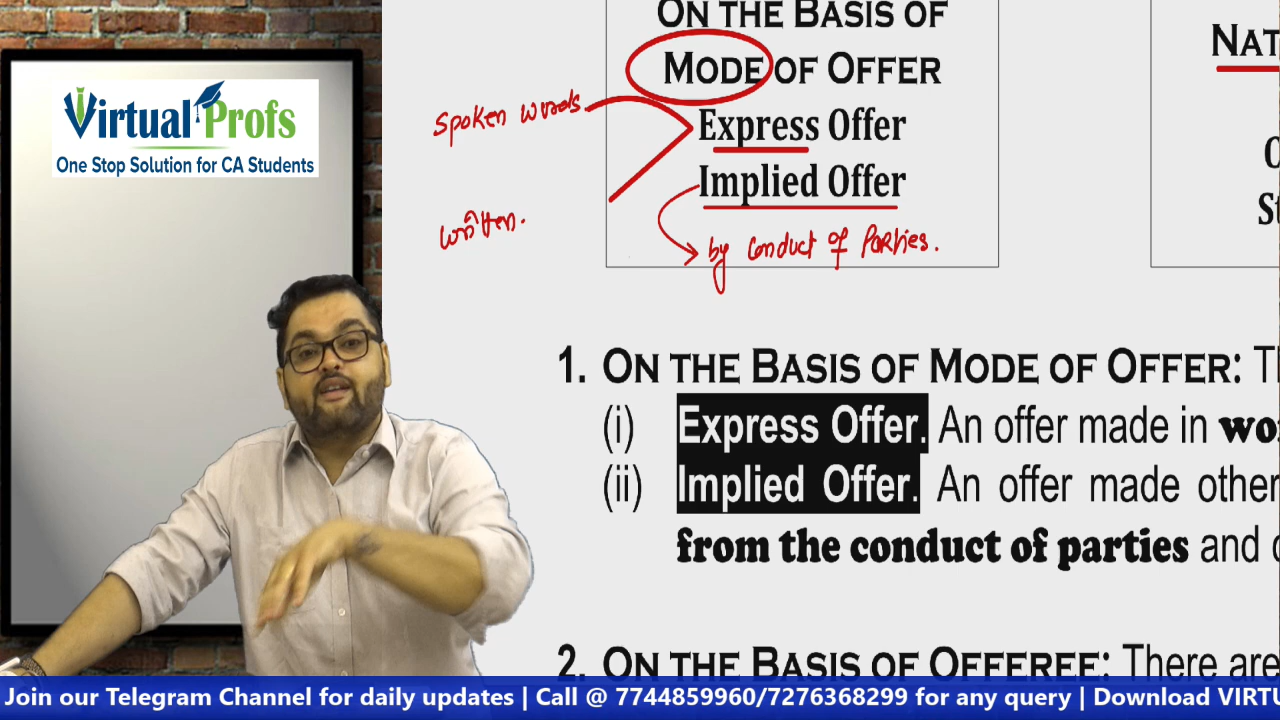 Virtual Profs
One Stop Solution for CA Students
ON THE BASIS OF
MODE OF OFFER
Express Offer
Implied Offer
Spoken words
written.
by conduct of Parties.
1. ON THE BASIS OF MODE OF OFFER:
(i) Express Offer. An offer made in
(ii) Implied Offer. An offer made other
from the conduct of parties and
2. ON THE BASIS OF OFFEREE: There are
Join our Telegram Channel for daily updates | Call @ 7744859960/7276368299 for any query | Download VIRTU